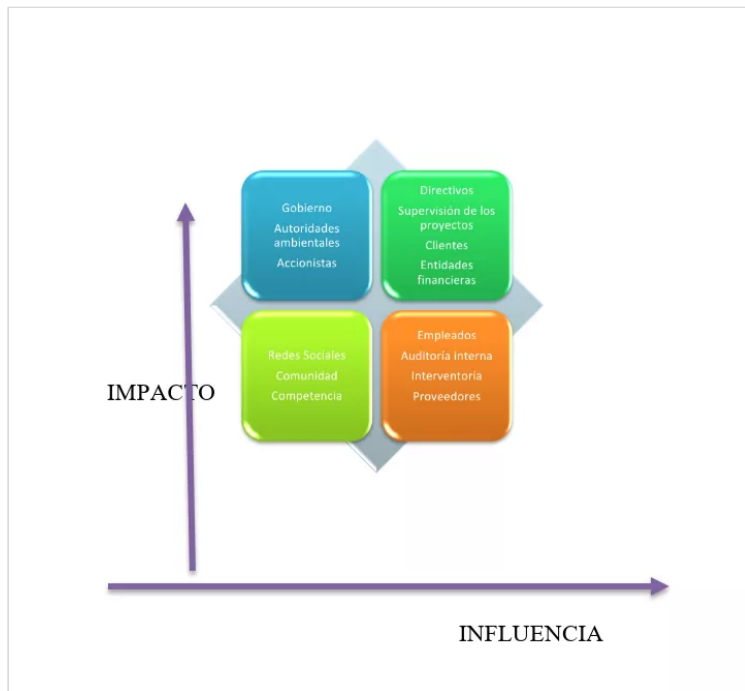 Gobierno
Autoridades
ambientales
Accionistas
Directivos
Supervisión de los
proyectos
Clientes
Entidades
financieras
Redes Sociales
Comunidad
Competencia
Empleados
Auditoría interna
Interventoría
Proveedores
IMPACTO
INFLUENCIA